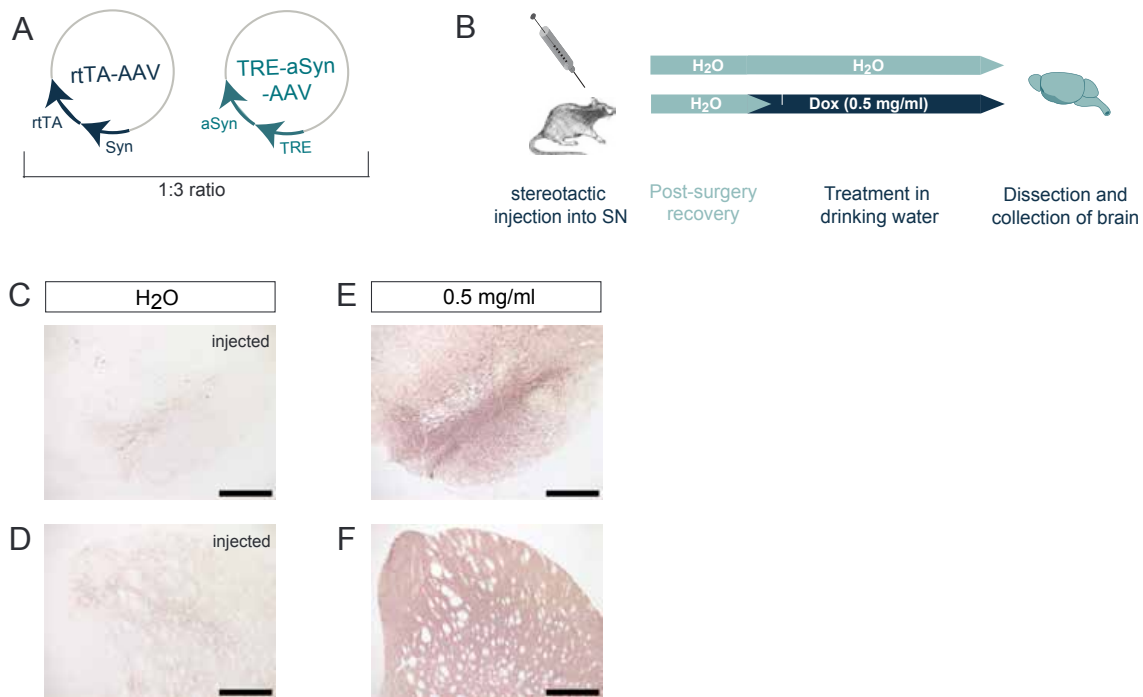 A
rtTA-AAV
rtTA
Syn
TRE-aSyn
-AAV
aSyn
TRE
1:3 ratio
B
H2O
H2O
H2O
Dox (0.5 mg/ml)
stereotactic
injection into SN
Post-surgery
recovery
Treatment in
drinking water
Dissection and
collection of brain
C
H2O
injected
E
0.5 mg/ml
D
injected
F